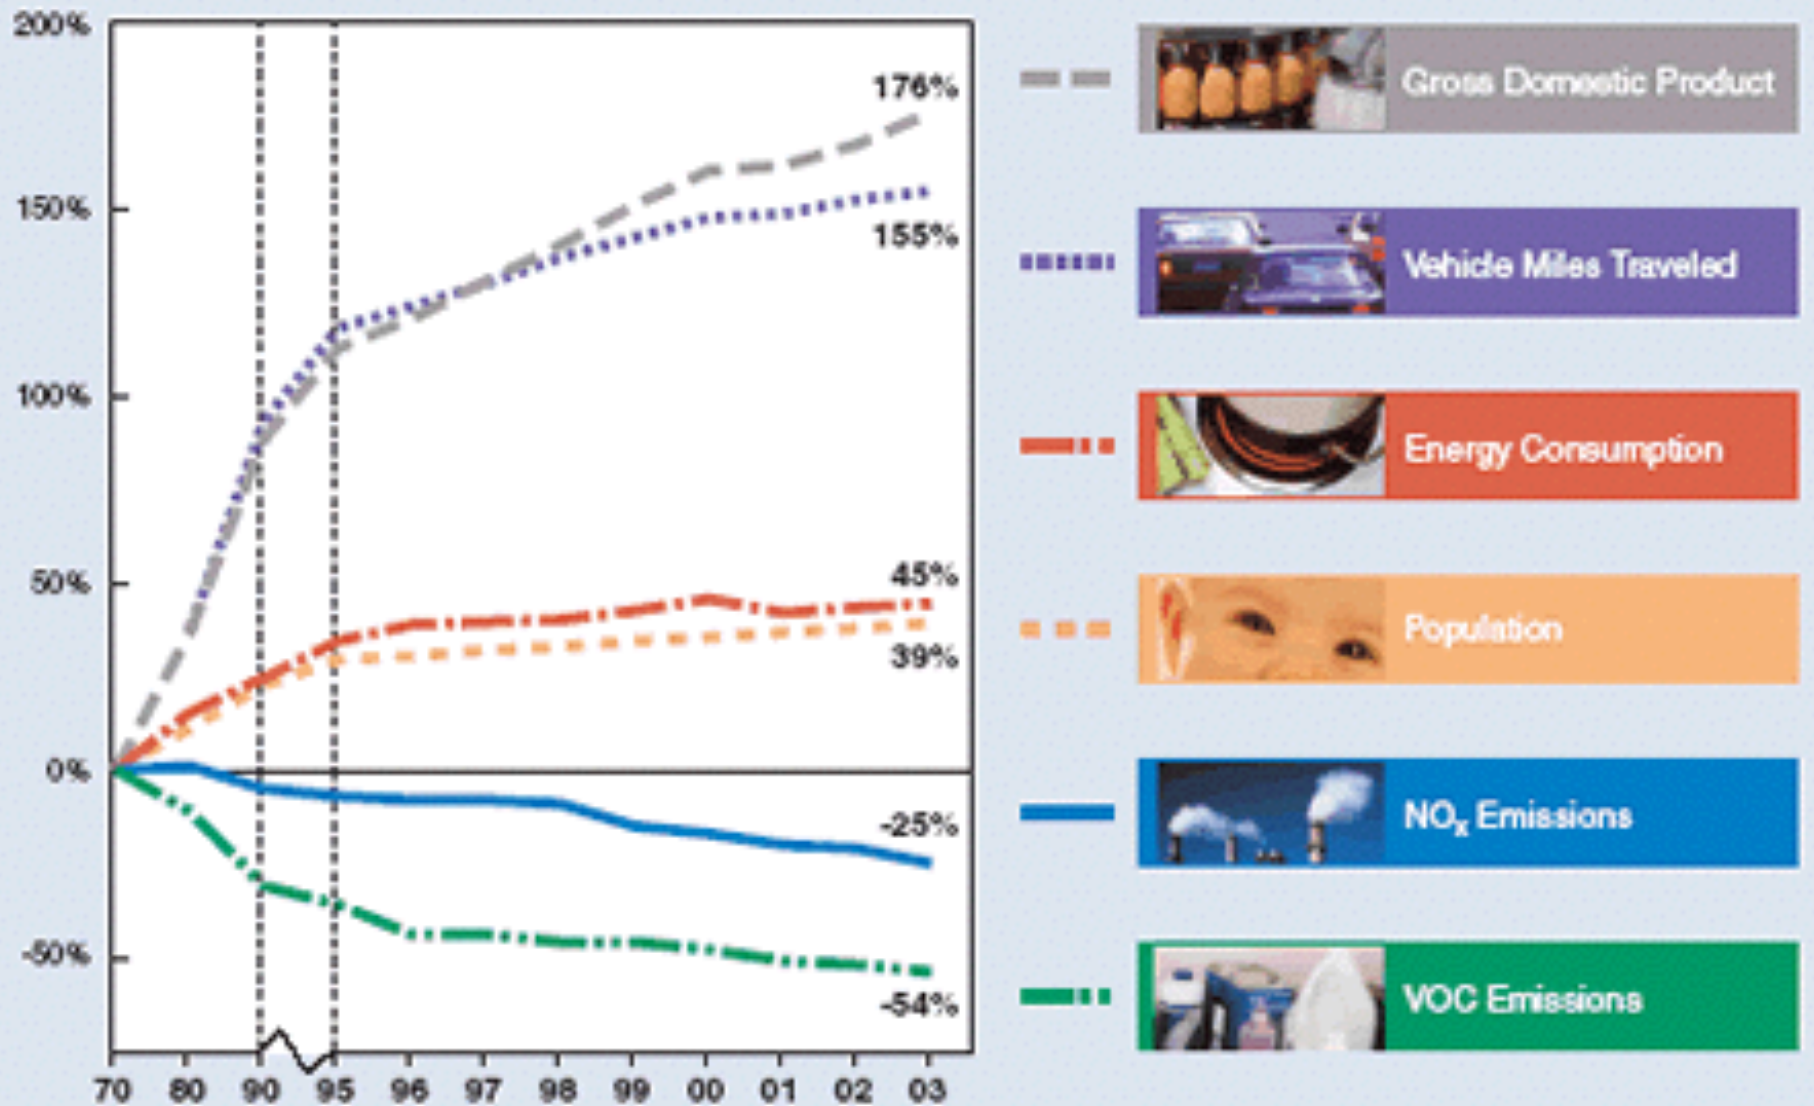 200%
150%
100%
50%
0%
-50%
176%
155%
45%
39%
-25%
-54%
70 80 90 95 96 97 98 99 00 01 02 03
Gross Domestic Product
Vehicle Miles Traveled
Energy Consumption
Population
NOx Emissions
VOC Emissions